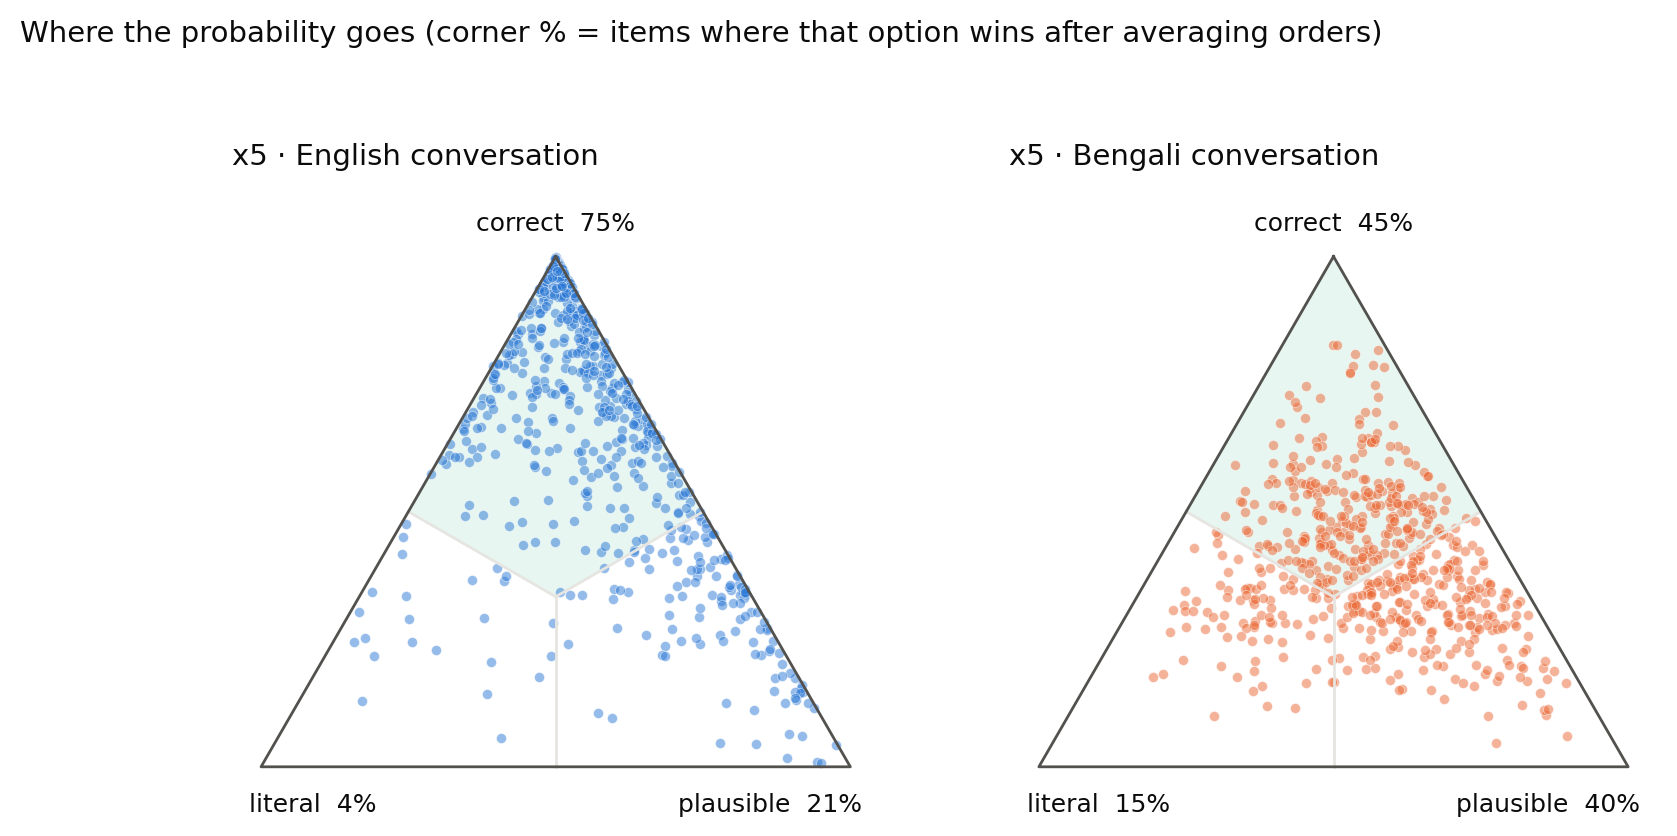 Where the probability goes (corner % = items where that option wins after averaging orders)
x5 · English conversation
correct  75%
literal  4%
plausible  21%
x5 · Bengali conversation
correct  45%
literal  15%
plausible  40%